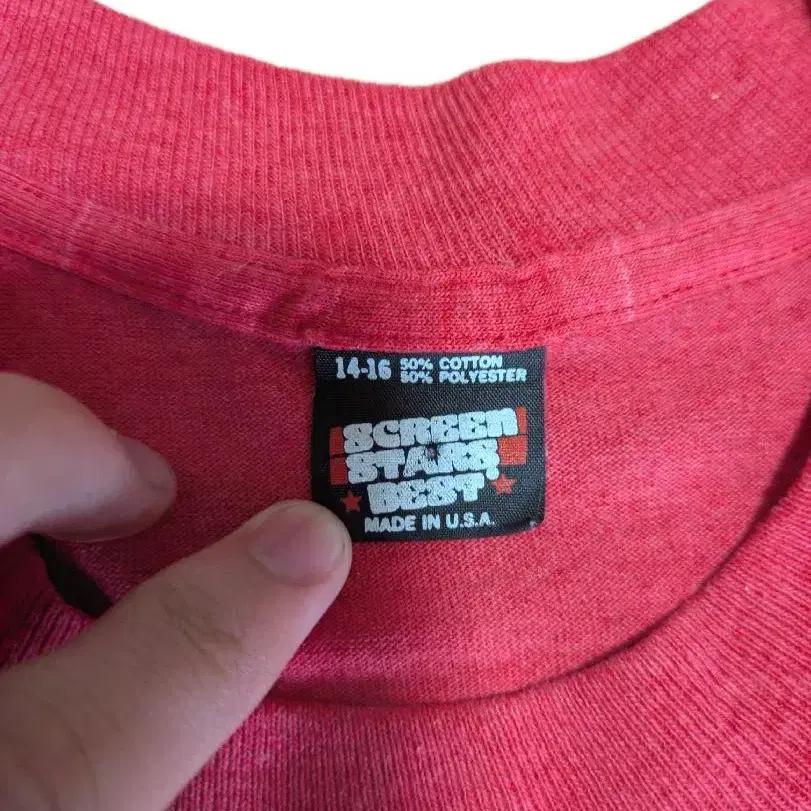 14-16 50% COTTON
50% POLYESTER
SCREEN
STARS
BEST
MADE IN U.S.A.